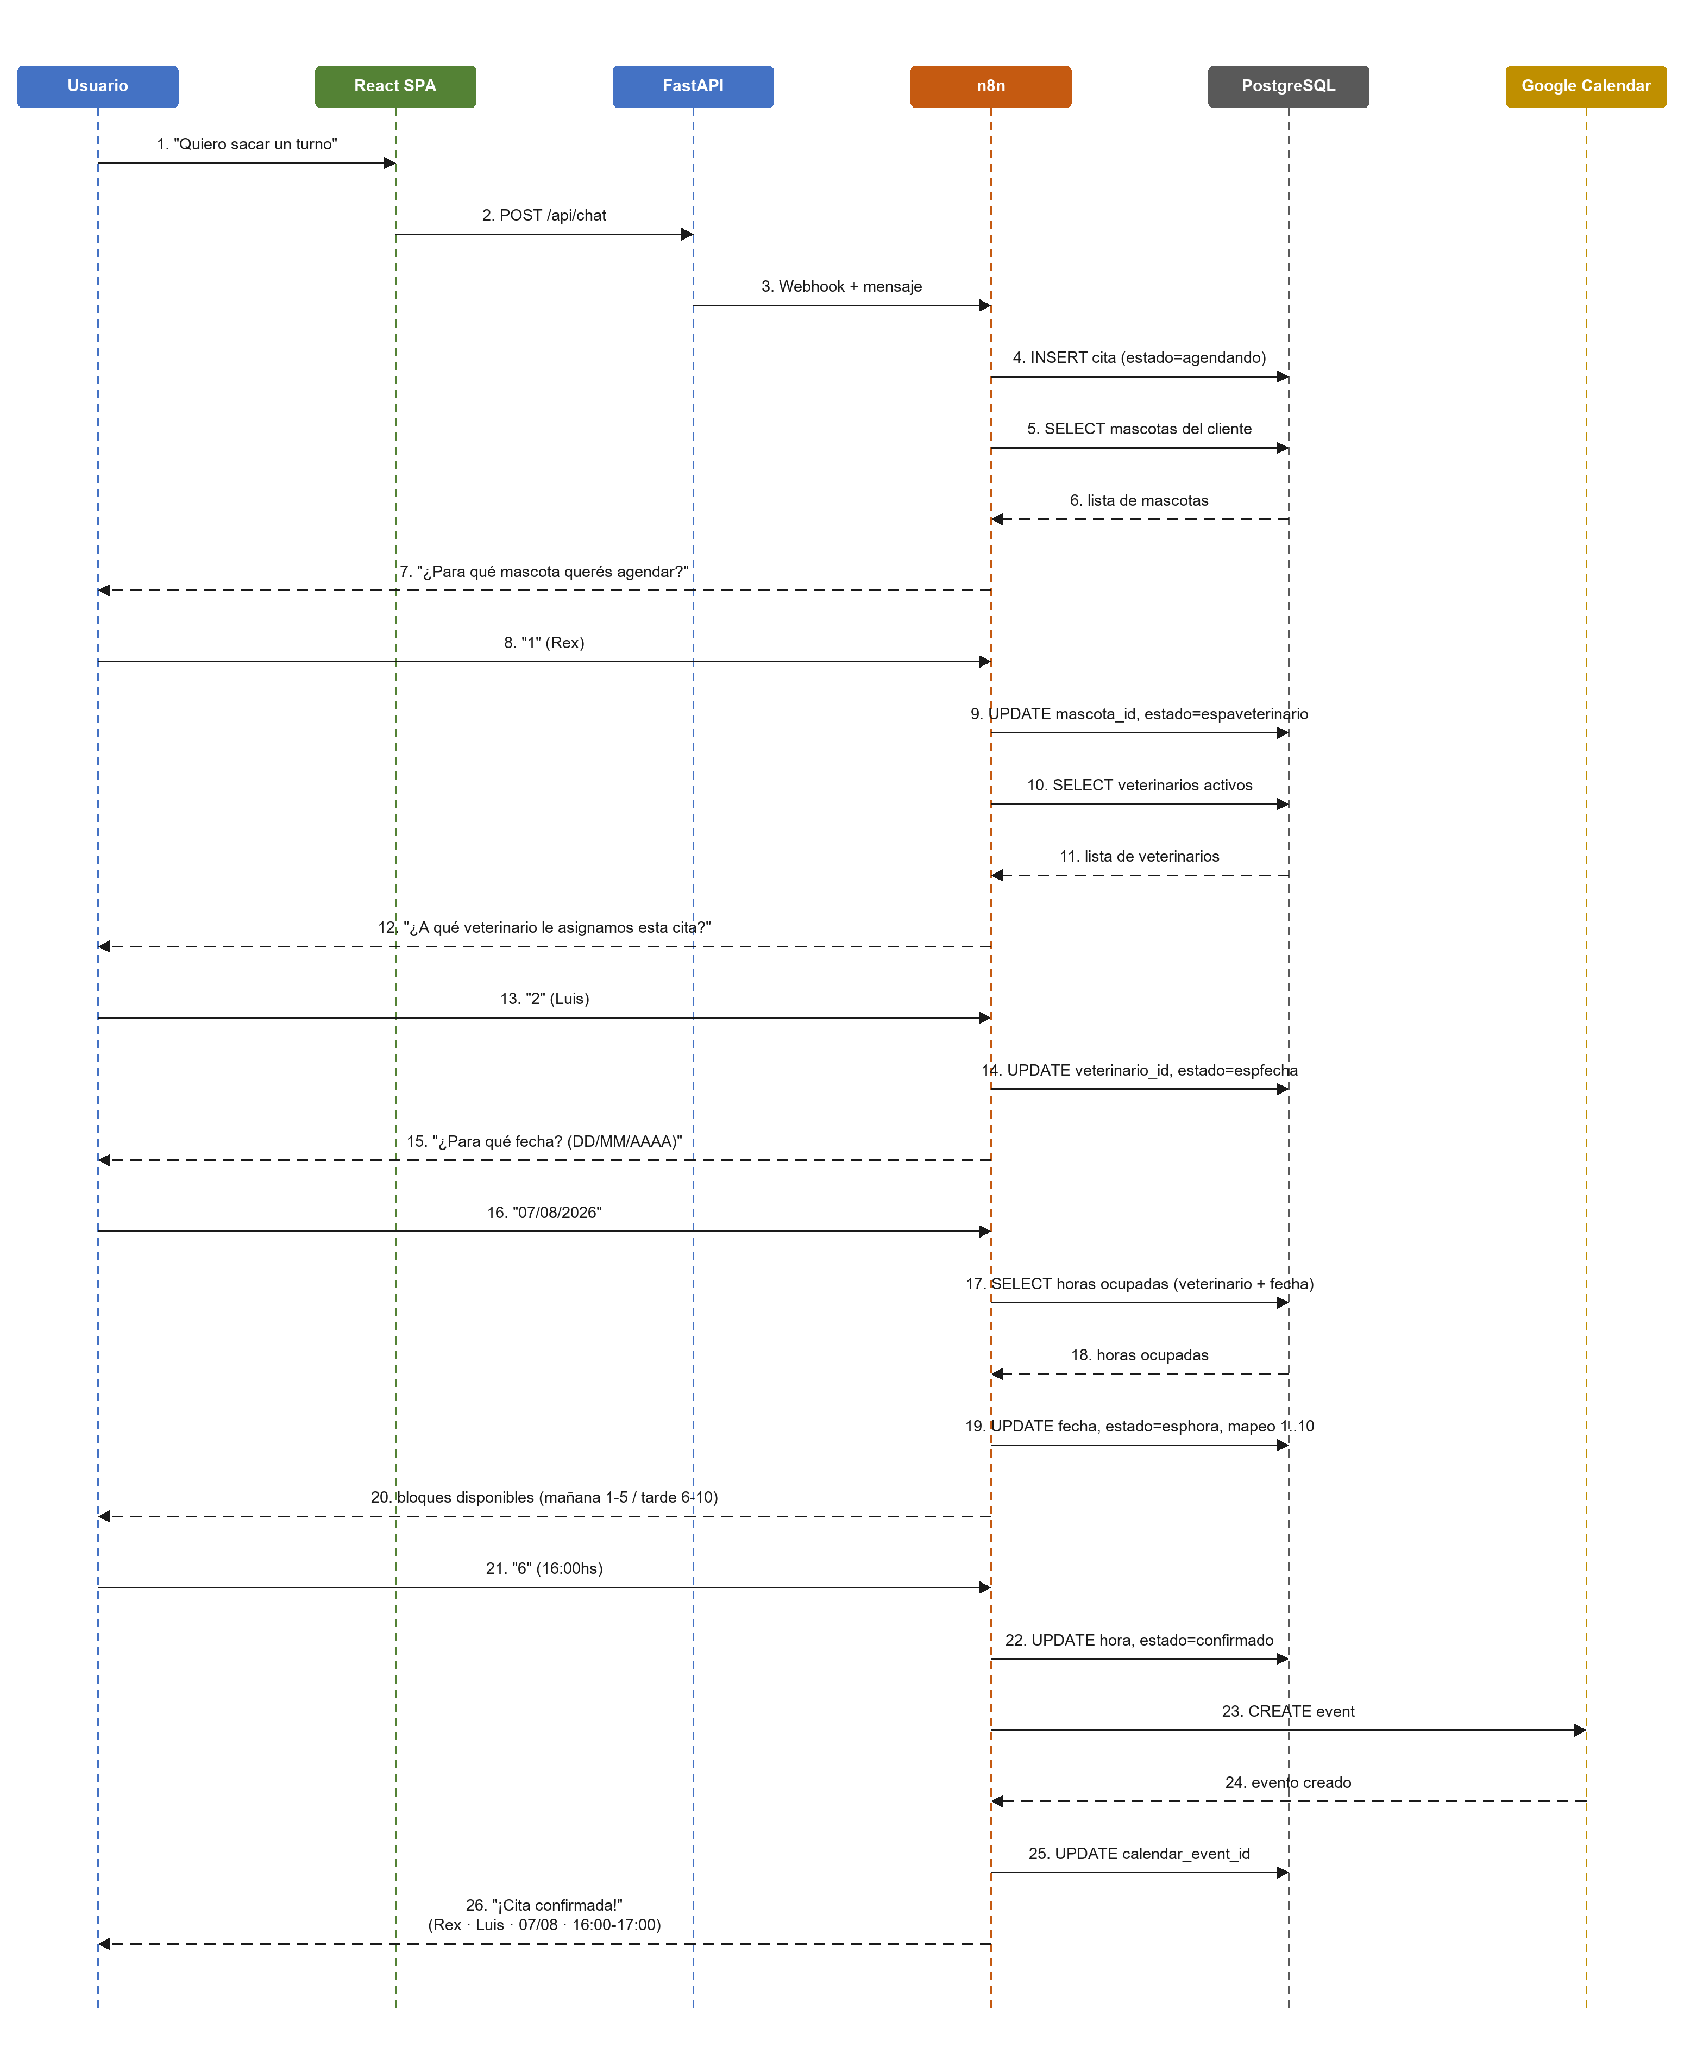 Usuario
React SPA
FastAPI
n8n
PostgreSQL
Google Calendar
1. "Quiero sacar un turno"
2. POST /api/chat
3. Webhook + mensaje
4. INSERT cita (estado=agendando)
5. SELECT mascotas del cliente
6. lista de mascotas
7. "¿Para qué mascota querés agendar?"
8. "1" (Rex)
9. UPDATE mascota_id, estado=espaveterinario
10. SELECT veterinarios activos
11. lista de veterinarios
12. "¿A qué veterinario le asignamos esta cita?"
13. "2" (Luis)
14. UPDATE veterinario_id, estado=espfecha
15. "¿Para qué fecha? (DD/MM/AAAA)"
16. "07/08/2026"
17. SELECT horas ocupadas (veterinario + fecha)
18. horas ocupadas
19. UPDATE fecha, estado=esphora, mapeo 1..10
20. bloques disponibles (mañana 1-5 / tarde 6-10)
21. "6" (16:00hs)
22. UPDATE hora, estado=confirmado
23. CREATE event
24. evento creado
25. UPDATE calendar_event_id
26. "¡Cita confirmada!"
(Rex · Luis · 07/08 · 16:00-17:00)